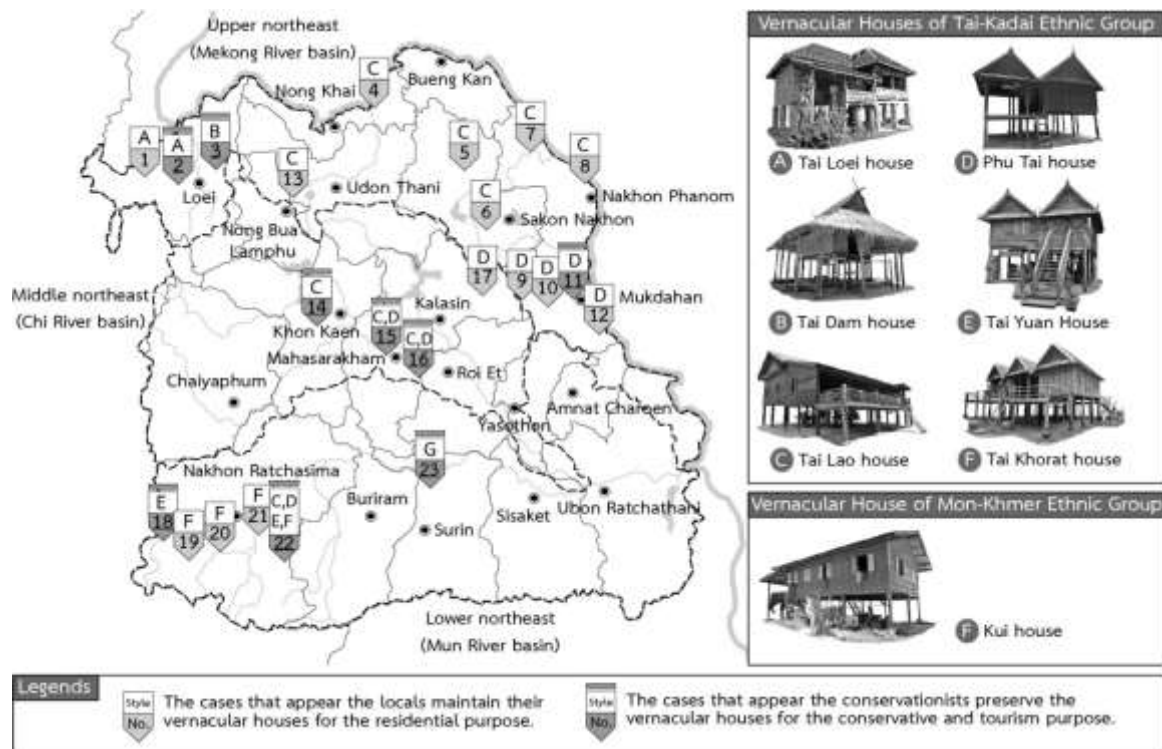 Upper northeast
(Mekong River basin)
Nong Khai
C
4
Bueng Kan
A
1
A
2
B
3
C
5
C
7
C
8
C
13
Loei
Udon Thani
C
6
Nakhon Phanom
Sakon Nakhon
Nong Bua
Lamphu
D
17
D
9
D
10
D
11
D
12
Mukdahan
Middle northeast
(Chi River basin)
C
14
Khon Kaen
C,D
15
Kalasin
C,D
16
Mahasarakham
Roi Et
Chaiyaphum
Amnat Charoen
Yasothon
G
23
Nakhon Ratchasima
E
18
F
19
F
20
F
21
C,D
E,F
22
Buriram
Surin
Sisaket
Ubon Ratchathani
Lower northeast
(Mun River basin)
Vernacular Houses of Tai-Kadai Ethnic Group
A Tai Loei house
D Phu Tai house
B Tai Dam house
E Tai Yuan House
C Tai Lao house
F Tai Khorat house
Vernacular House of Mon-Khmer Ethnic Group
F Kui house
Legends
Style
No.
The cases that appear the locals maintain their
vernacular houses for the residential purpose.
Style
No.
The cases that appear the conservationists preserve the
vernacular houses for the conservative and tourism purpose.